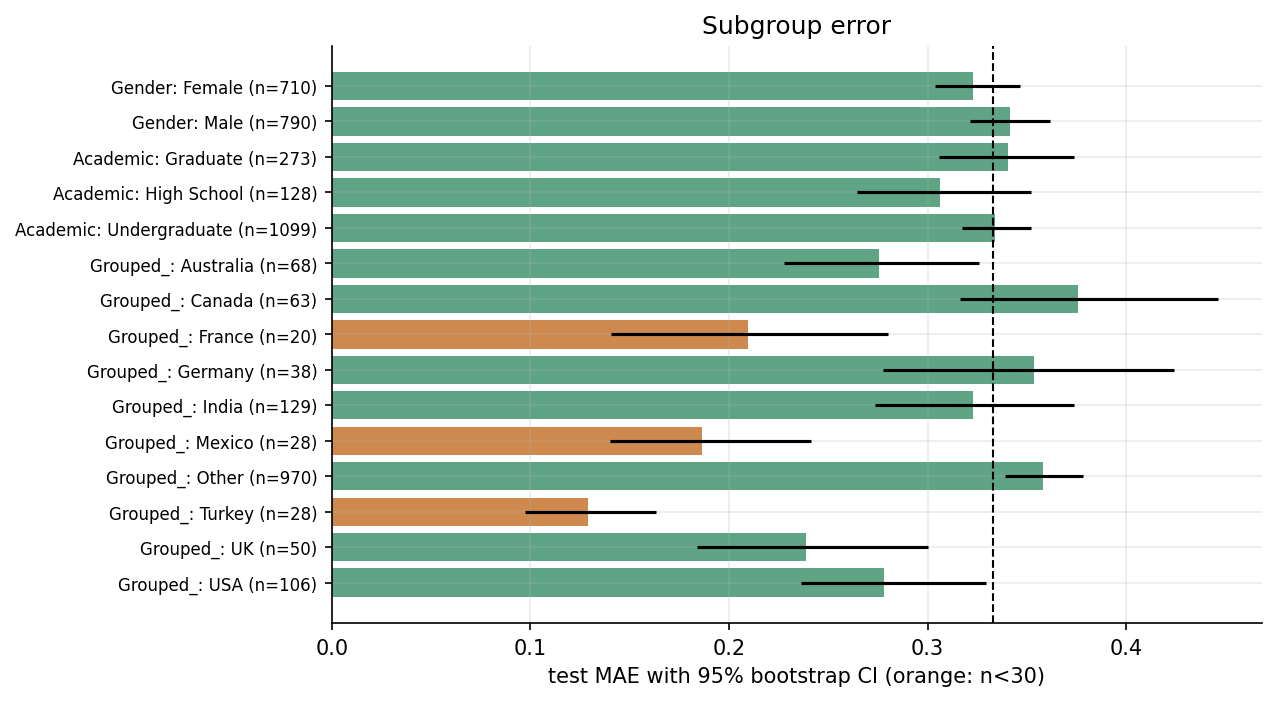 Subgroup error
Gender: Female (n=710)
Gender: Male (n=790)
Academic: Graduate (n=273)
Academic: High School (n=128)
Academic: Undergraduate (n=1099)
Grouped_: Australia (n=68)
Grouped_: Canada (n=63)
Grouped_: France (n=20)
Grouped_: Germany (n=38)
Grouped_: India (n=129)
Grouped_: Mexico (n=28)
Grouped_: Other (n=970)
Grouped_: Turkey (n=28)
Grouped_: UK (n=50)
Grouped_: USA (n=106)
0.0 0.1 0.2 0.3 0.4
test MAE with 95% bootstrap CI (orange: n<30)